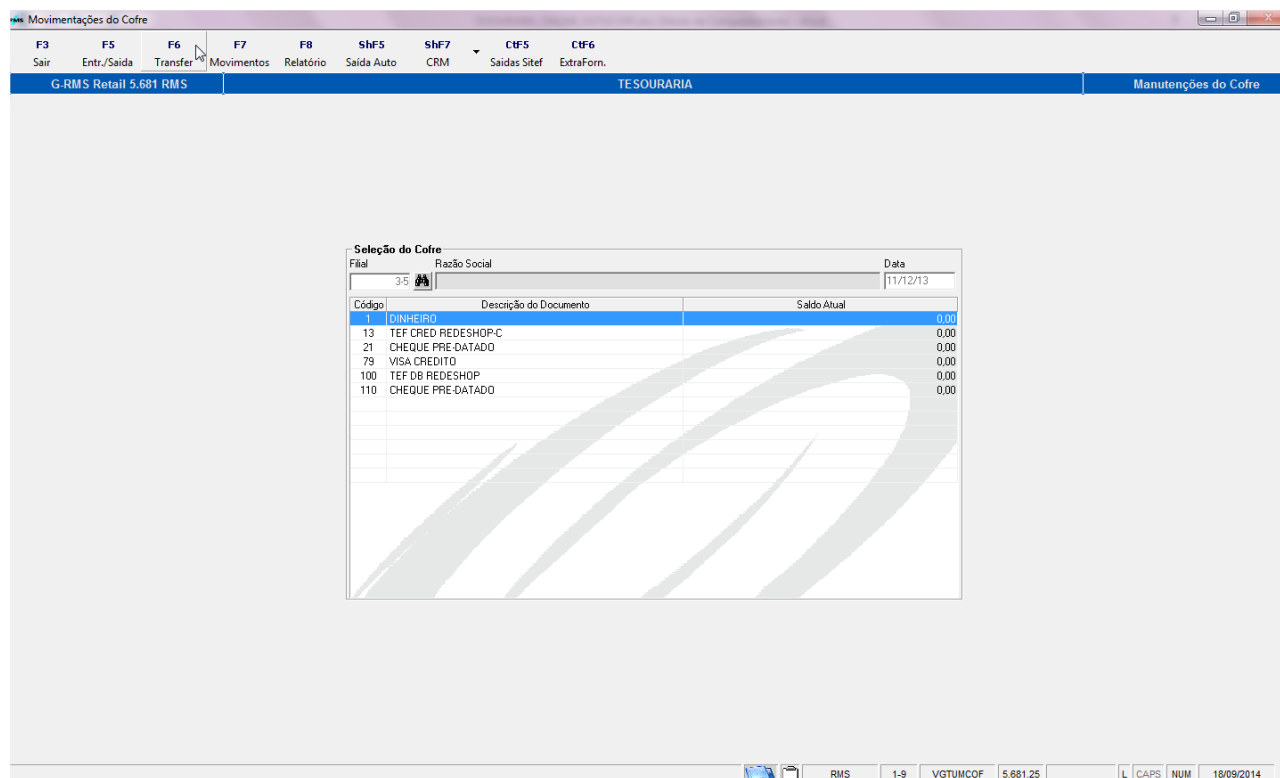 RMS Movimentações do Cofre
F3 F5 F6 F7 F8 ShF5 ShF7 CtF5 CtF6
Sair Entr./Saida Transfer Movimentos Relatório Saída Auto CRM Saidas Sitef ExtraForn.
G-RMS Retail 5.681 RMS TESOURARIA Manutenções do Cofre
Seleção do Cofre
Filial Razão Social Data
3-5 11/12/13
Código Descrição do Documento Saldo Atual
1 DINHEIRO 0,00
13 TEF CRED REDESHOP-C 0,00
21 CHEQUE PRE-DATADO 0,00
79 VISA CREDITO 0,00
100 TEF DB REDESHOP 0,00
110 CHEQUE PRE-DATADO 0,00
RMS 1-9 VGTUMCOF 5.681.25 L CAPS NUM 18/09/2014